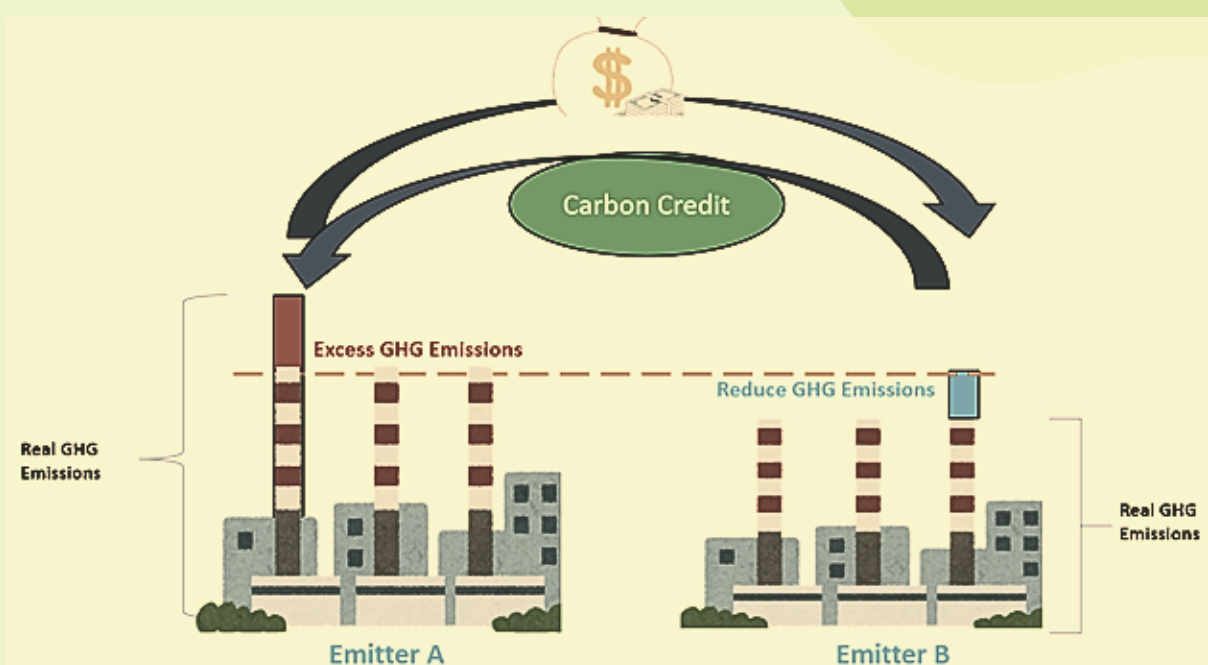 $
$
Carbon Credit
Excess GHG Emissions
Reduce GHG Emissions
Real GHG
Emissions
Real GHG
Emissions
Emitter A
Emitter B